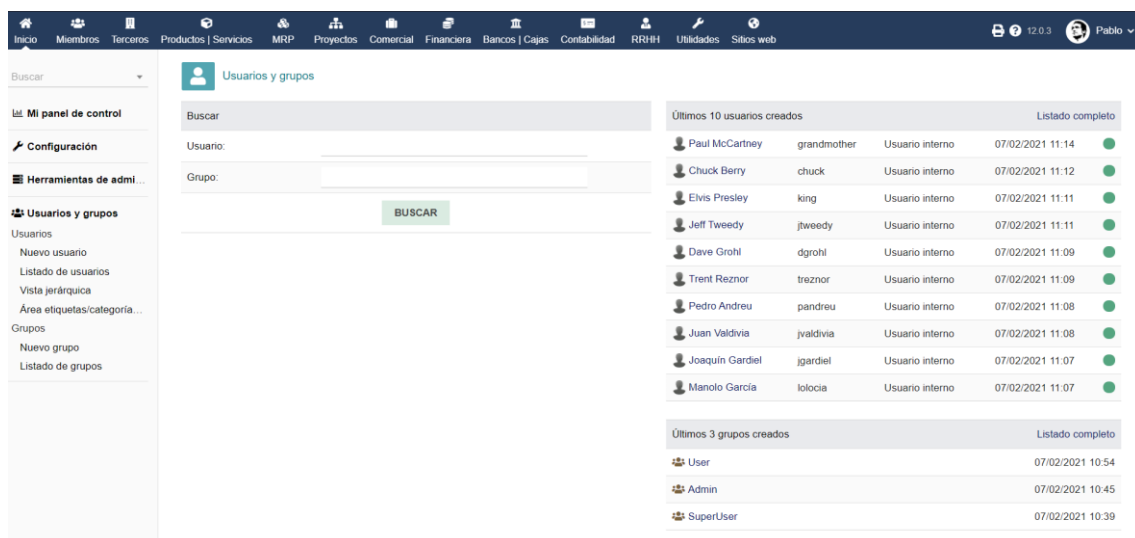 Inicio Miembros Terceros Productos | Servicios MRP Proyectos Comercial Financiera Bancos | Cajas Contabilidad RRHH Utilidades Sitios web 12.0.3 Pablo
Buscar
Mi panel de control
Configuración
Herramientas de admi...
Usuarios y grupos
Usuarios
Nuevo usuario
Listado de usuarios
Vista jerárquica
Área etiquetas/categoría...
Grupos
Nuevo grupo
Listado de grupos
Usuarios y grupos
Buscar
Usuario:
Grupo:
BUSCAR
Últimos 10 usuarios creados Listado completo
Paul McCartney grandmother Usuario interno 07/02/2021 11:14
Chuck Berry chuck Usuario interno 07/02/2021 11:12
Elvis Presley king Usuario interno 07/02/2021 11:11
Jeff Tweedy jtweedy Usuario interno 07/02/2021 11:11
Dave Grohl dgrohl Usuario interno 07/02/2021 11:09
Trent Reznor treznor Usuario interno 07/02/2021 11:09
Pedro Andreu pandreu Usuario interno 07/02/2021 11:08
Juan Valdivia jvaldivia Usuario interno 07/02/2021 11:08
Joaquín Gardiel jgardiel Usuario interno 07/02/2021 11:07
Manolo García lolocia Usuario interno 07/02/2021 11:07
Últimos 3 grupos creados Listado completo
User 07/02/2021 10:54
Admin 07/02/2021 10:45
SuperUser 07/02/2021 10:39